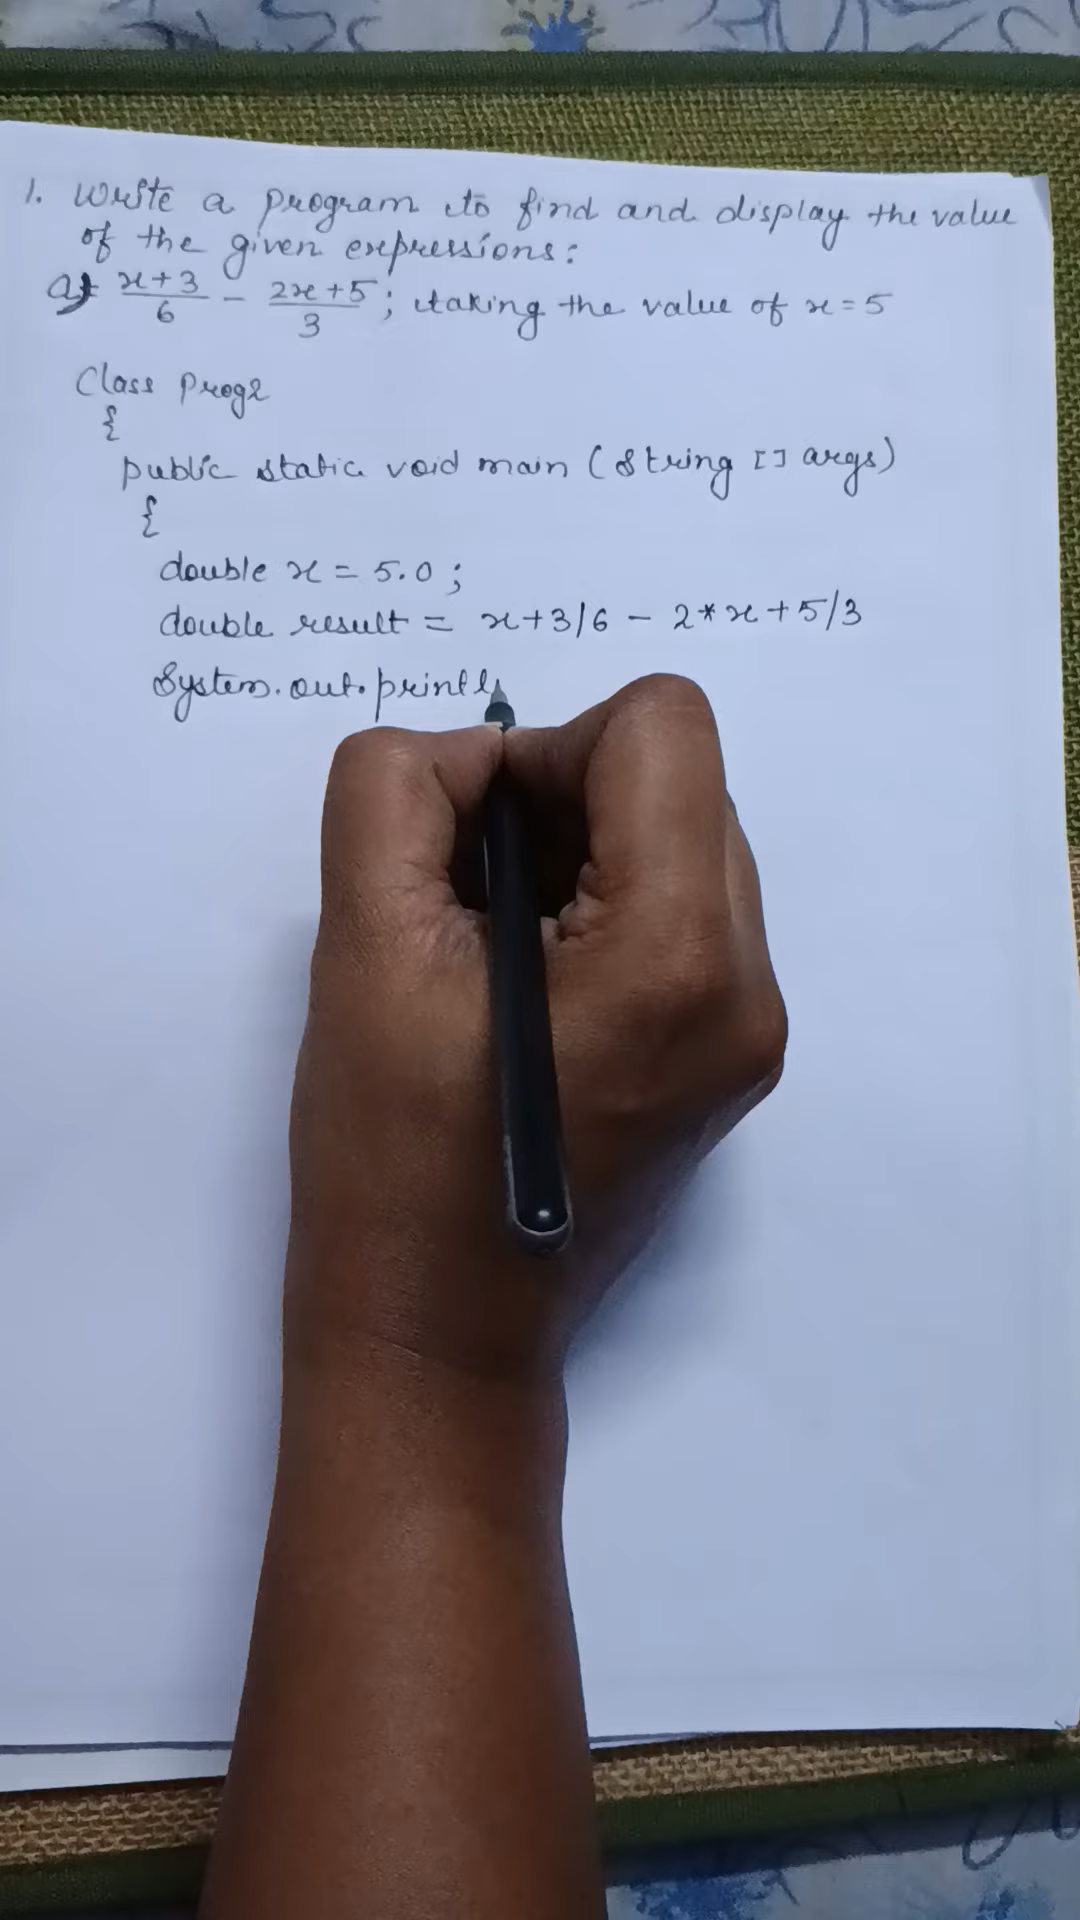 1. Write a program to find and display the value
of the given expressions:
a) x+3/6 - 2x+5/3; taking the value of x=5
Class Prog2
{
public static void main (String [] args)
{
double x = 5.0;
double result = x+3/6 - 2*x+5/3
System.out.printl